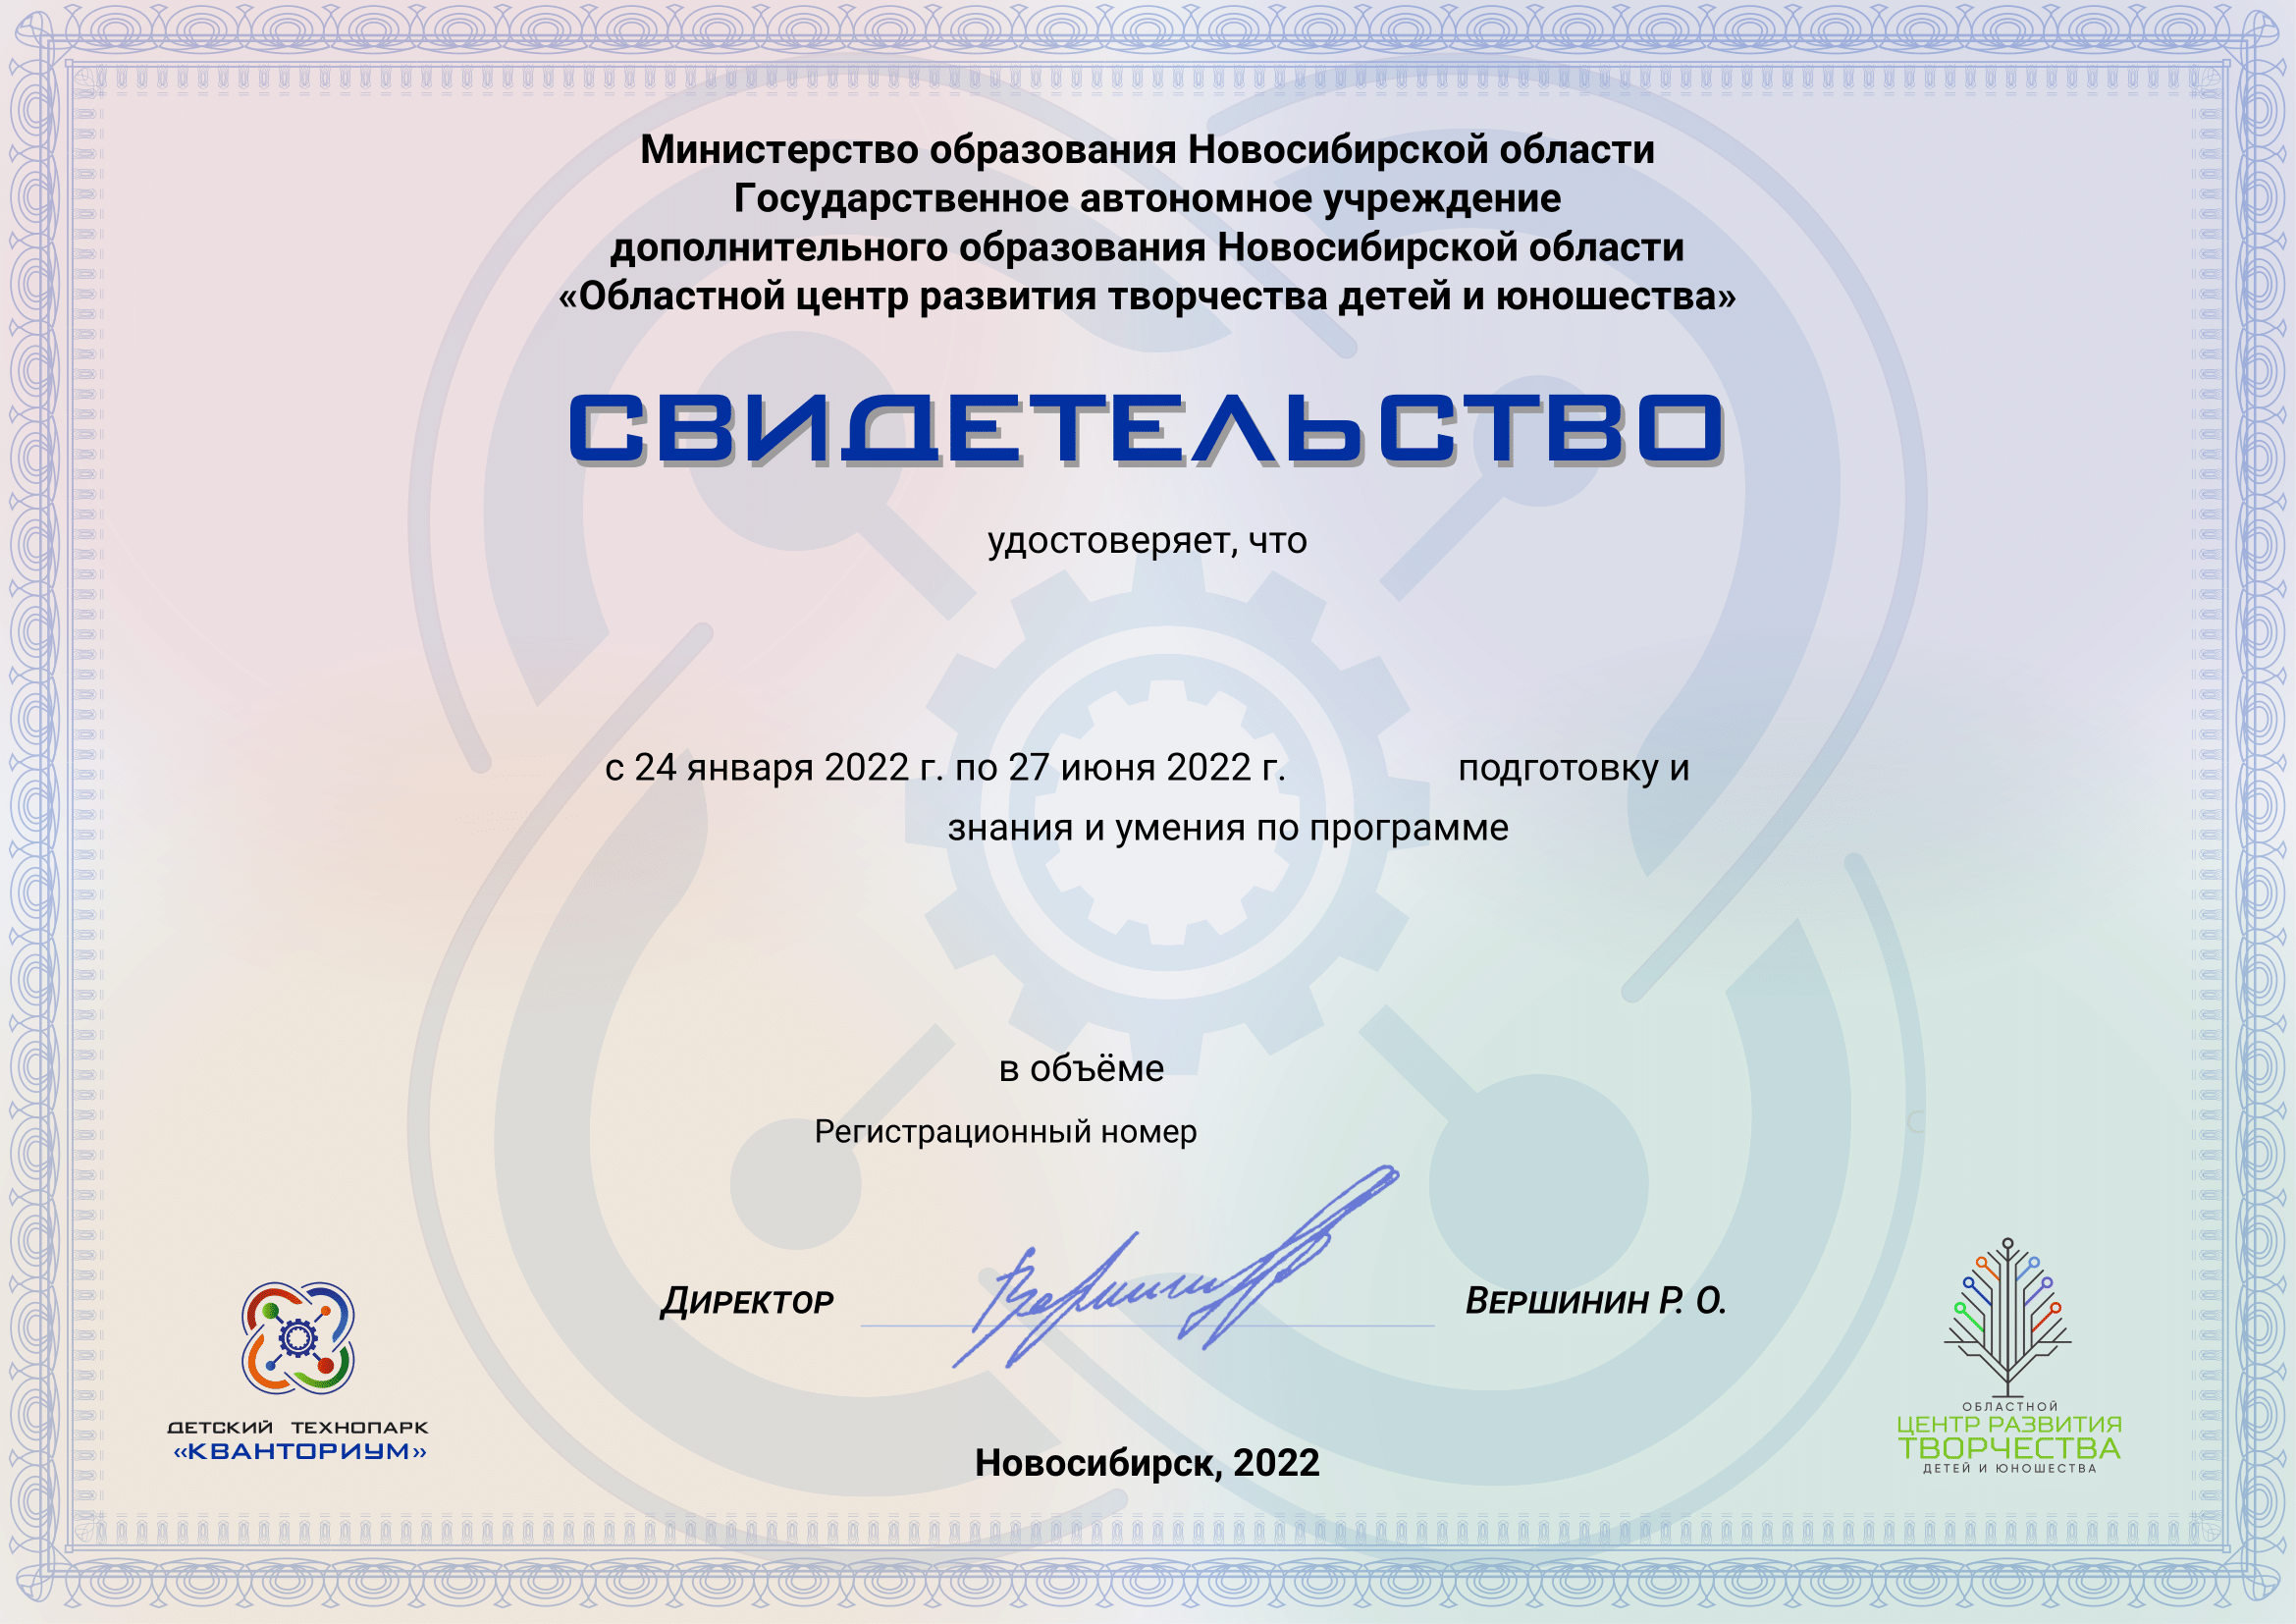 Министерство образования Новосибирской области
Государственное автономное учреждение
дополнительного образования Новосибирской области
«Областной центр развития творчества детей и юношества»
СВИДЕТЕЛЬСТВО
удостоверяет, что
с 24 января 2022 г. по 27 июня 2022 г. подготовку и
знания и умения по программе
в объёме
Регистрационный номер
ДИРЕКТОР ВЕРШИНИН Р. О.
ДЕТСКИЙ ТЕХНОПАРК
«КВАНТОРИУМ»
Новосибирск, 2022
ОБЛАСТНОЙ
ЦЕНТР РАЗВИТИЯ
ТВОРЧЕСТВА
ДЕТЕЙ И ЮНОШЕСТВА